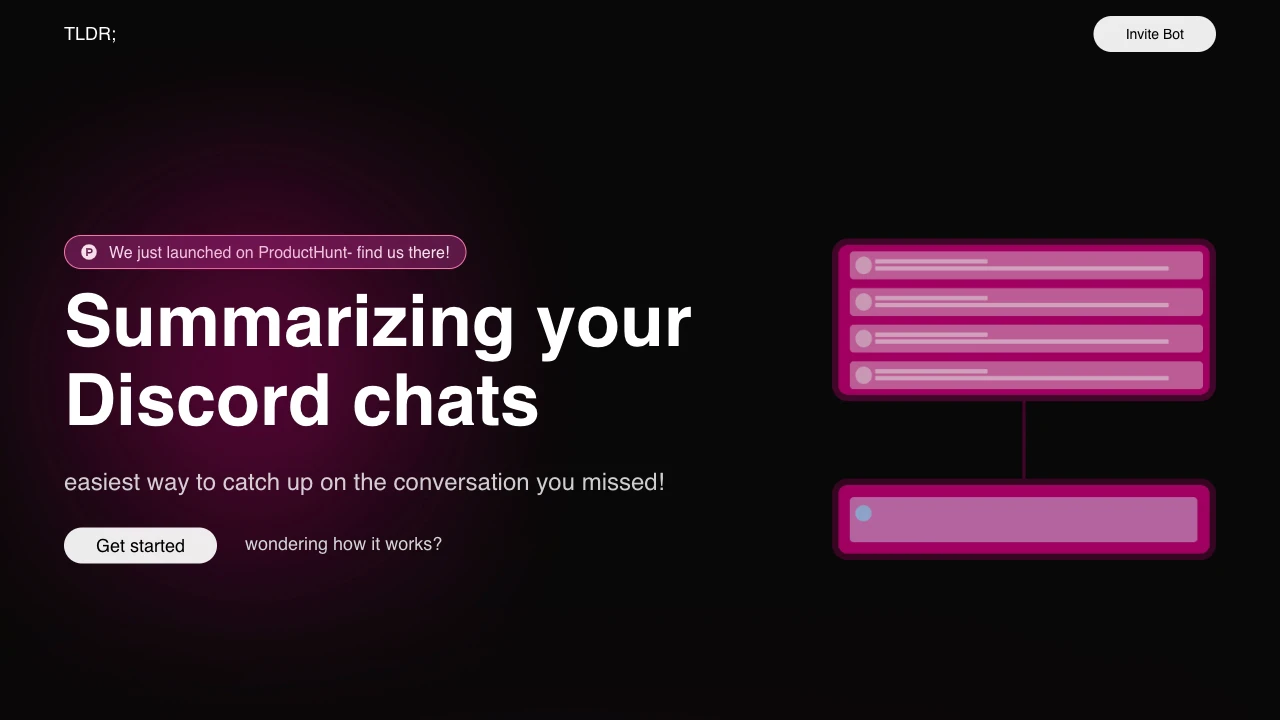 TLDR;
Invite Bot
We just launched on ProductHunt- find us there!
Summarizing your
Discord chats
easiest way to catch up on the conversation you missed!
Get started
wondering how it works?